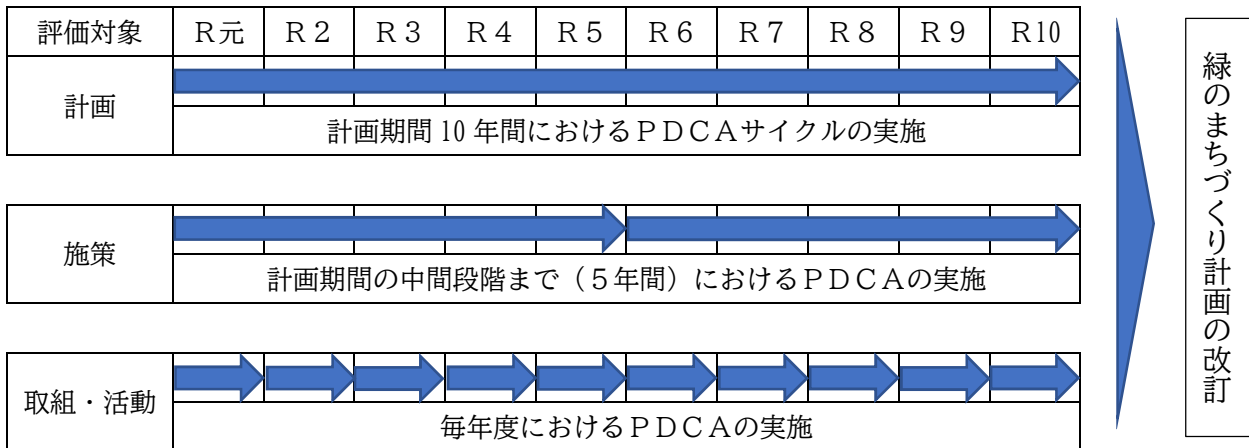 評価対象 R元 R2 R3 R4 R5 R6 R7 R8 R9 R10
計画
計画期間 10 年間におけるPDCAサイクルの実施
施策
計画期間の中間段階まで(5年間)におけるPDCAの実施
取組・活動
毎年度におけるPDCAの実施
緑のまちづくり計画の改訂